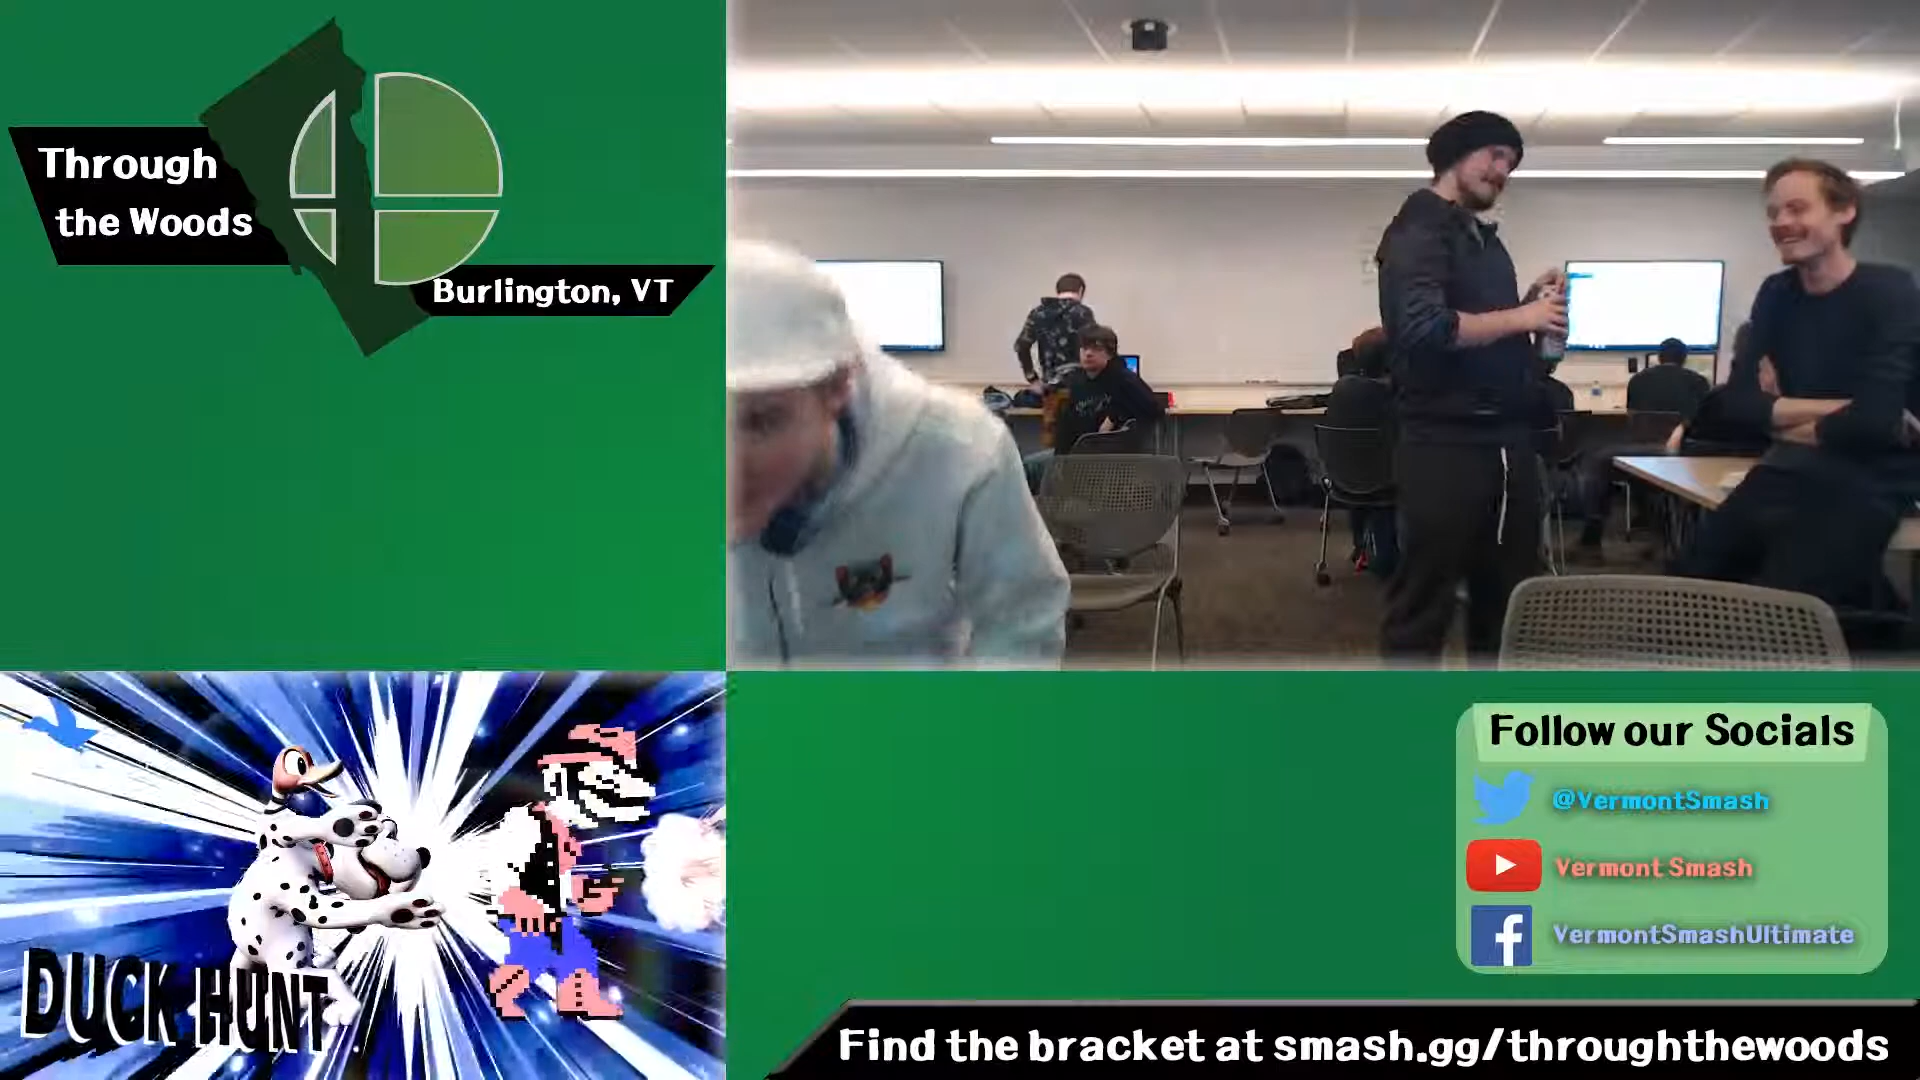 Through
the Woods
Burlington, VT
DUCK HUNT
Follow our Socials
@VermontSmash
Vermont Smash
VermontSmashUltimate
Find the bracket at smash.gg/throughthewoods